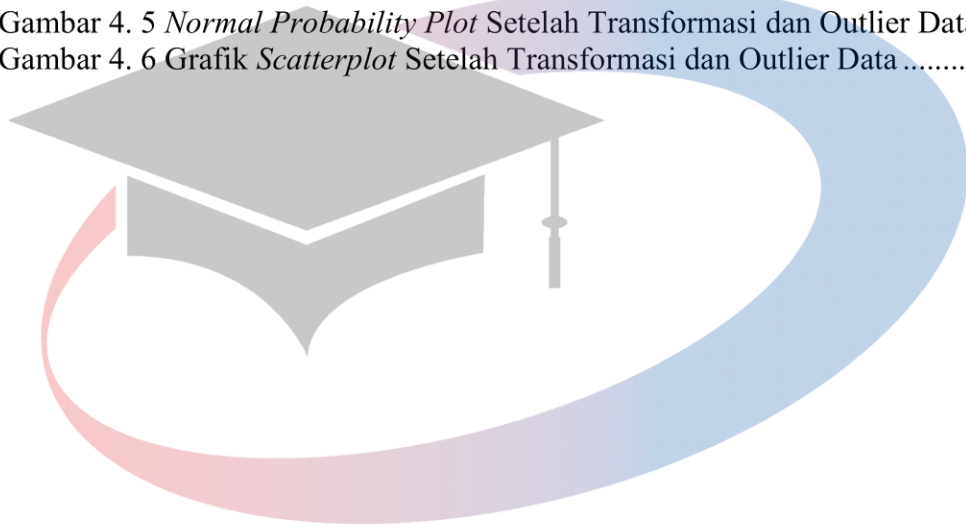 Gambar 4. 5 Normal Probability Plot Setelah Transformasi dan Outlier Data
Gambar 4. 6 Grafik Scatterplot Setelah Transformasi dan Outlier Data ........